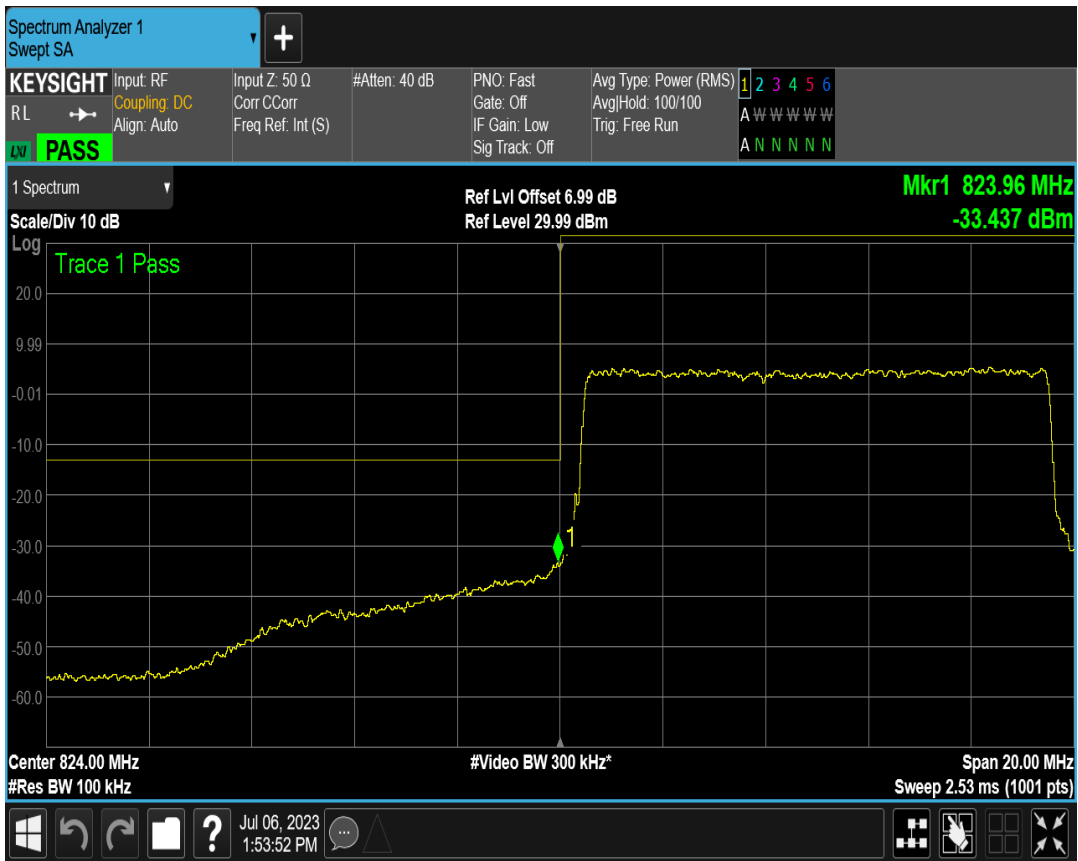 Spectrum Analyzer 1
Swept SA
+
KEYSIGHT
RL
LXI PASS
Input: RF
Coupling: DC
Align: Auto
Input Z: 50 Ω
Corr CCorr
Freq Ref: Int (S)
#Atten: 40 dB
PNO: Fast
Gate: Off
IF Gain: Low
Sig Track: Off
Avg Type: Power (RMS)
Avg|Hold: 100/100
Trig: Free Run
1 2 3 4 5 6
A W W W W W
A N N N N N
1 Spectrum
Scale/Div 10 dB
Ref Lvl Offset 6.99 dB
Ref Level 29.99 dBm
Mkr1 823.96 MHz
-33.437 dBm
Log
Trace 1 Pass
20.0
9.99
-0.01
-10.0
-20.0
-30.0
-40.0
-50.0
-60.0
1
Center 824.00 MHz
#Res BW 100 kHz
#Video BW 300 kHz*
Span 20.00 MHz
Sweep 2.53 ms (1001 pts)
?
Jul 06, 2023
1:53:52 PM